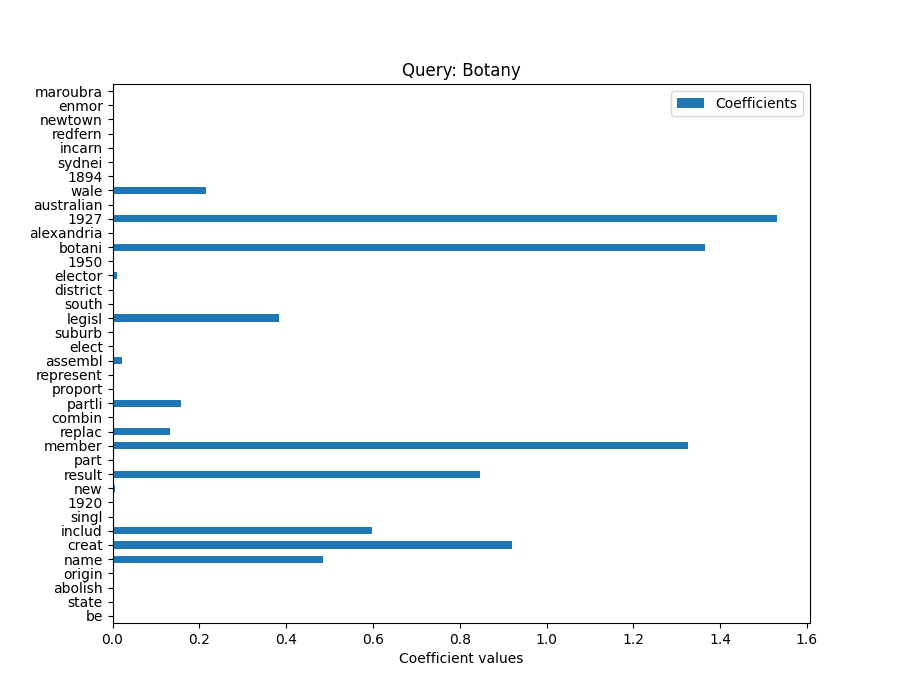 Query: Botany
Coefficients
maroubra
enmor
newtown
redfern
incarn
sydnei
1894
wale
australian
1927
alexandria
botani
1950
elector
district
south
legisl
suburb
elect
assembl
represent
proport
partli
combin
replac
member
part
result
new
1920
singl
includ
creat
name
origin
abolish
state
be
0.0 0.2 0.4 0.6 0.8 1.0 1.2 1.4 1.6
Coefficient values